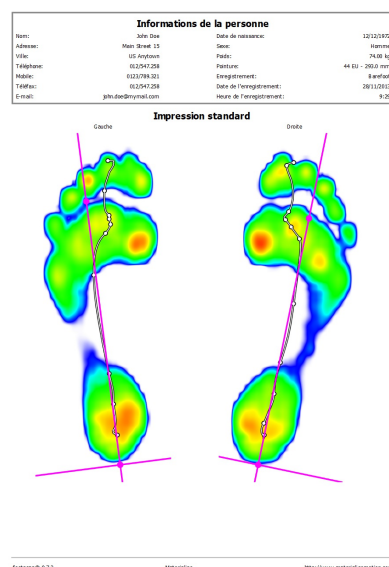 Informations de la personne
Nom: John Doe Date de naissance: 12/12/1972
Adresse: Main Street 15 Sexe: Homme
Ville: US Anytown Poids: 74.00 kg
Téléphone: 012/547.258 Pointure: 44 EU - 293.0 mm
Mobile: 0123/789.321 Enregistrement: Barefoot
Téléfax: 012/547.258 Date de l'enregistrement: 28/11/2013
E-mail: john.doe@mymail.com Heure de l'enregistrement: 9:29
Impression standard
Gauche Droite